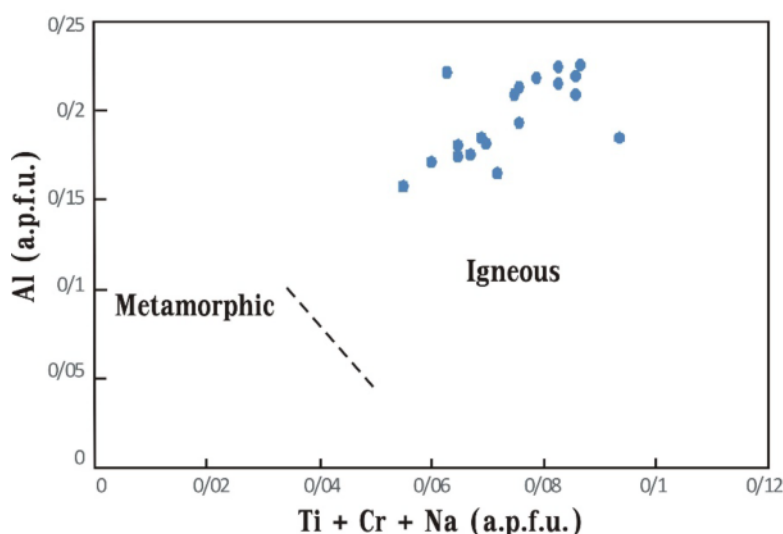 0/25
0/2
0/15
0/1
0/05
0
Al (a.p.f.u.)
Metamorphic
Igneous
0 0/02 0/04 0/06 0/08 0/1 0/12
Ti + Cr + Na (a.p.f.u.)